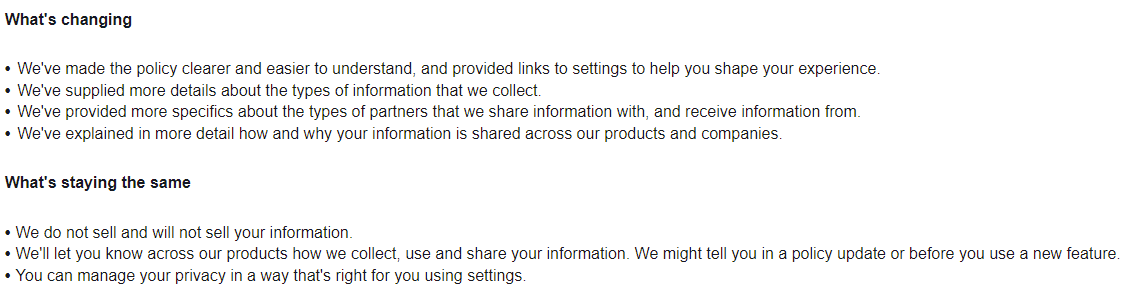 What's changing
• We've made the policy clearer and easier to understand, and provided links to settings to help you shape your experience.
• We've supplied more details about the types of information that we collect.
• We've provided more specifics about the types of partners that we share information with, and receive information from.
• We've explained in more detail how and why your information is shared across our products and companies.
What's staying the same
• We do not sell and will not sell your information.
• We'll let you know across our products how we collect, use and share your information. We might tell you in a policy update or before you use a new feature.
• You can manage your privacy in a way that's right for you using settings.